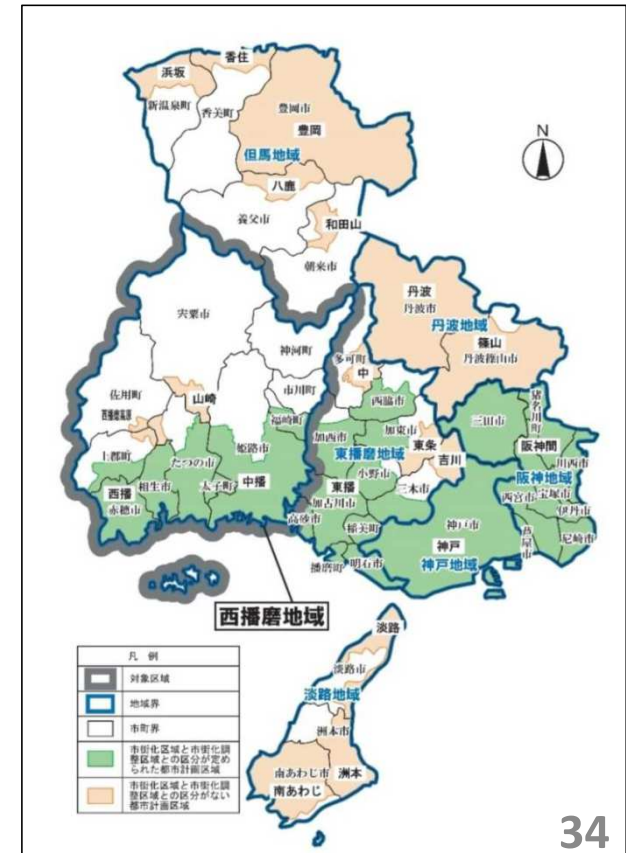 香住
浜坂
新温泉町
香美町
豊岡市
豊岡
但馬地域
N
八鹿
養父市
和田山
朝来市
丹波
丹波市
丹波地域
篠山
丹波篠山市
宍粟市
神河町
多可町
中
市川町
西脇市
佐用町
西播磨高原
山崎
福崎町
加西市
加東市
東条
吉川
三田市
猪名川町
阪神間
川西市
上郡町
たつの市
姫路市
東播磨地域
小野市
阪神地域
西播
相生市
太子町
中播
東播
三木市
西宮市
宝塚市
伊丹市
赤穂市
加古川市
高砂市
稲美町
神戸市
神戸
芦屋市
尼崎市
播磨町
明石市
神戸地域
西播磨地域
淡路
淡路市
淡路地域
洲本市
南あわじ市
洲本
南あわじ
凡例
対象区域
地域界
市町界
市街化区域と市街化調
整区域との区分が定め
られた都市計画区域
市街化区域と市街化調
整区域との区分がない
都市計画区域
34